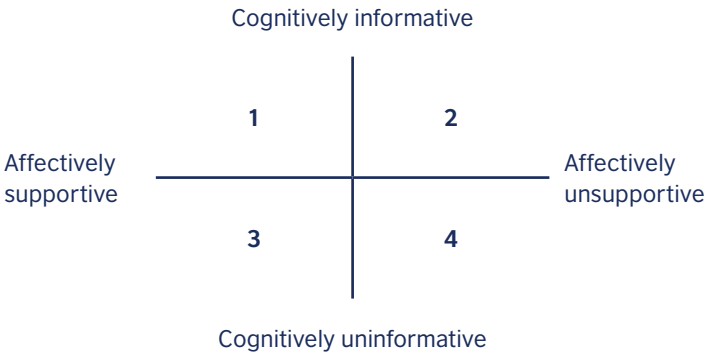 Cognitively informative
1
2
Affectively
supportive
Affectively
unsupportive
3
4
Cognitively uninformative